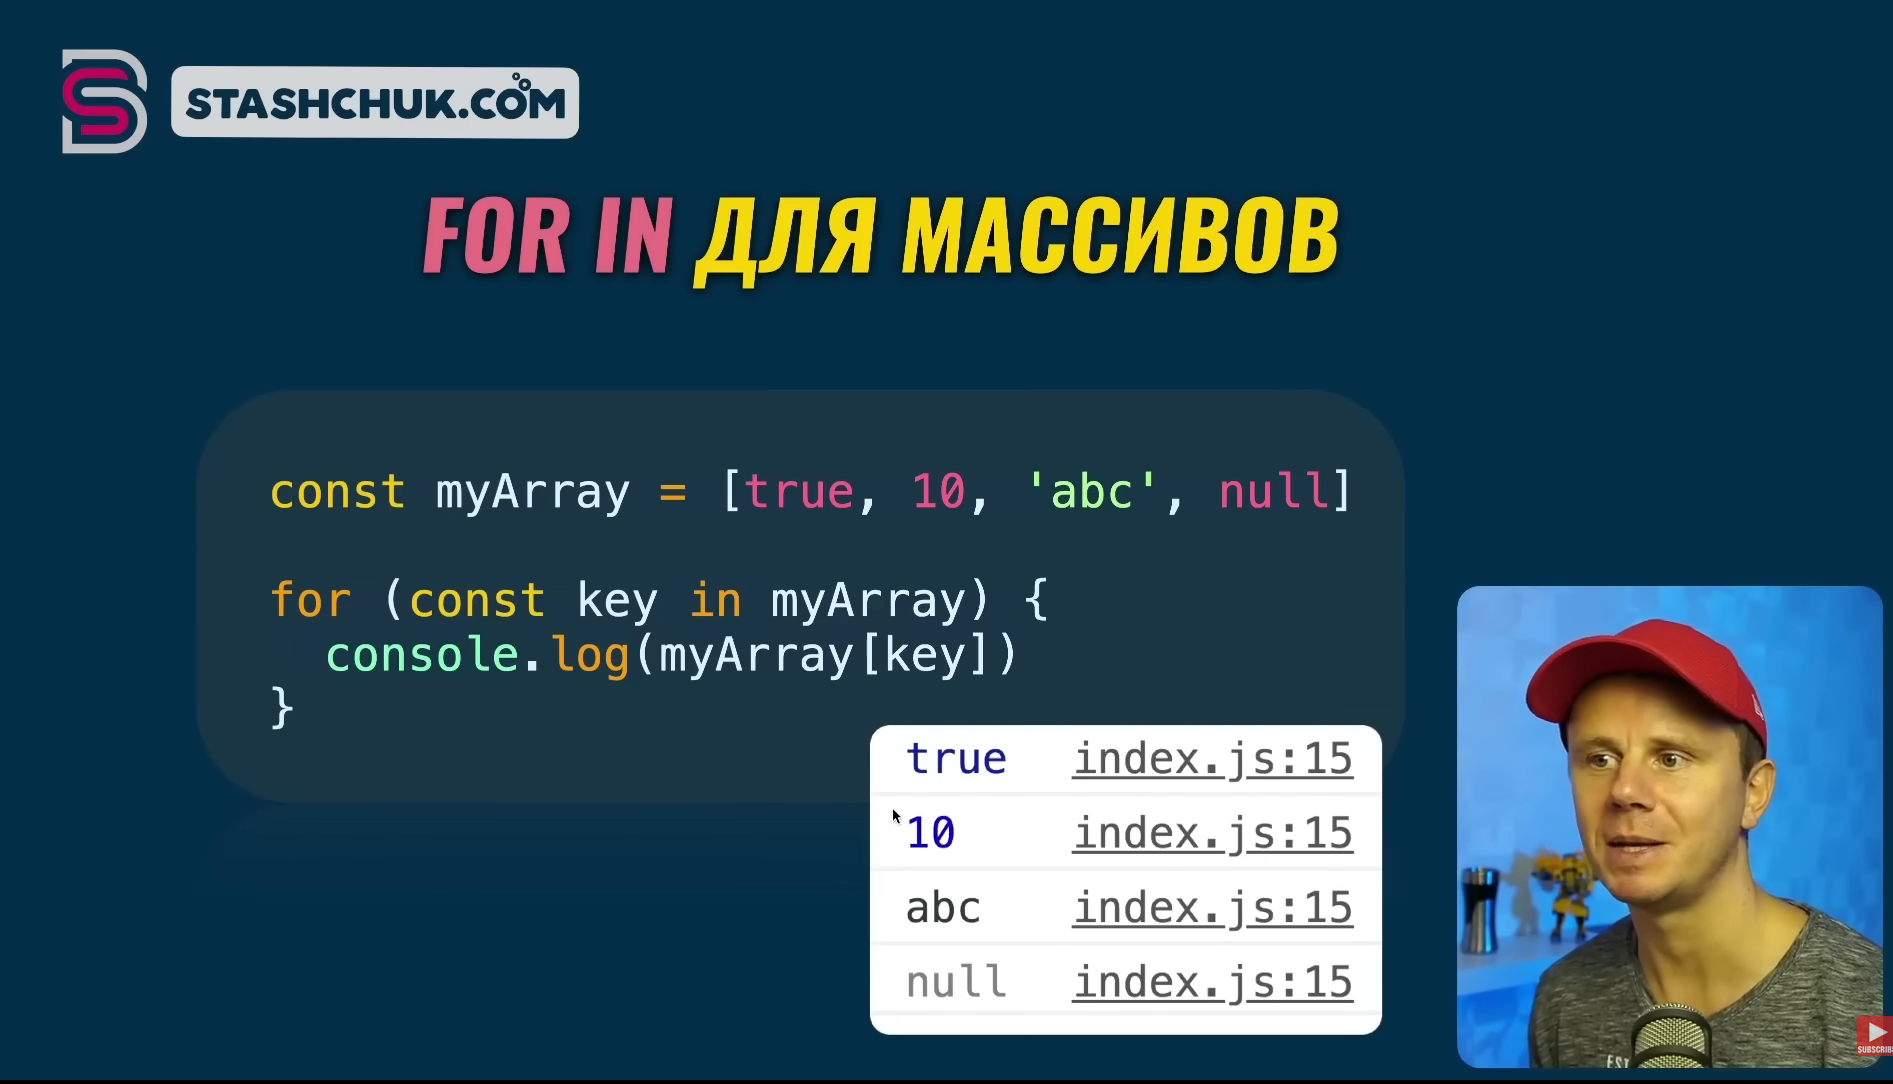 STASHCHUK.COM
FOR IN ДЛЯ МАССИВОВ
const myArray = [true, 10, 'abc', null]
for (const key in myArray) {
console.log(myArray[key])
}
true index.js:15
10 index.js:15
abc index.js:15
null index.js:15
EST
SUBSCRIBE